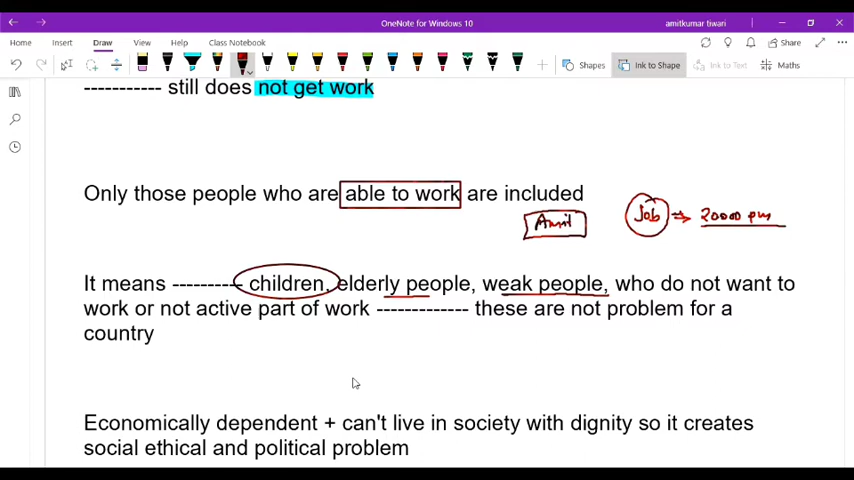 OneNote for Windows 10
amitkumar tiwari
Home Insert Draw View Help Class Notebook Share
Shapes Ink to Shape Ink to Text Maths
----------- still does not get work
Only those people who are able to work are included
Amit Job 20000 pm
It means ---------- children, elderly people, weak people, who do not want to
work or not active part of work ------------- these are not problem for a
country
Economically dependent + can't live in society with dignity so it creates
social ethical and political problem